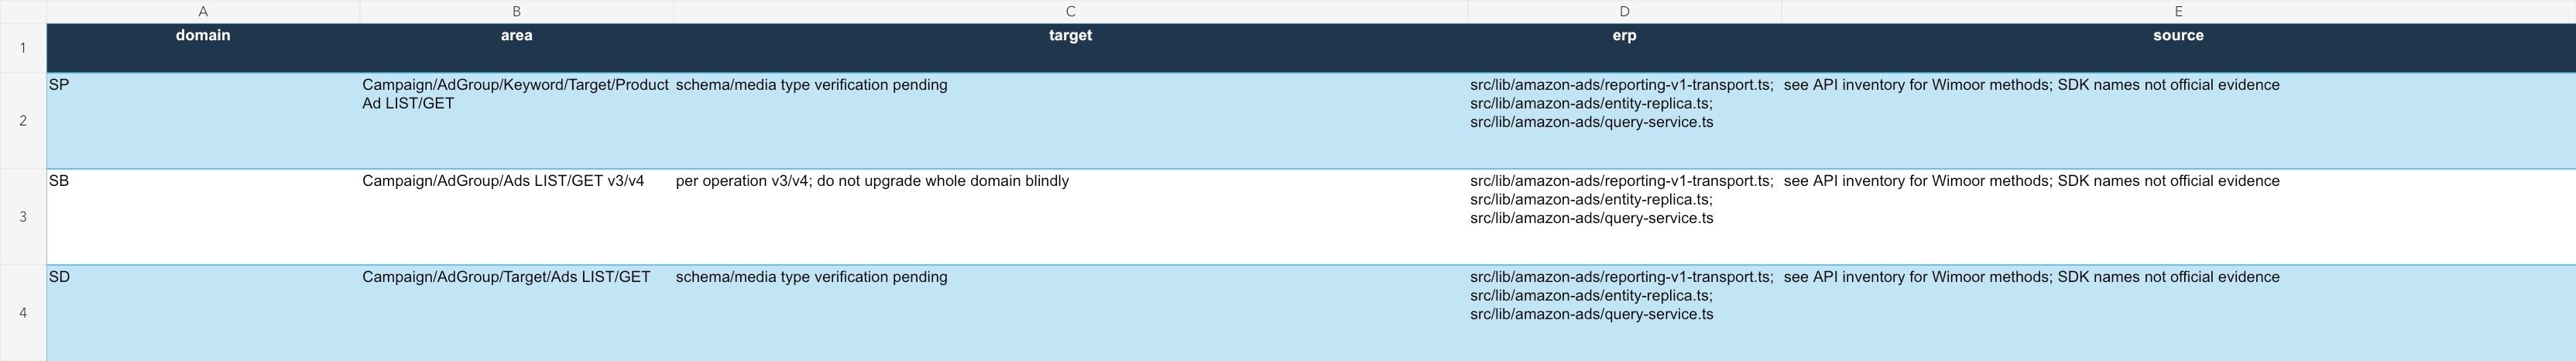 A B C D E
1 domain area target erp source
2 SP Campaign/AdGroup/Keyword/Target/Product schema/media type verification pending src/lib/amazon-ads/reporting-v1-transport.ts; see API inventory for Wimoor methods; SDK names not official evidence
Ad LIST/GET src/lib/amazon-ads/entity-replica.ts;
src/lib/amazon-ads/query-service.ts
3 SB Campaign/AdGroup/Ads LIST/GET v3/v4 per operation v3/v4; do not upgrade whole domain blindly src/lib/amazon-ads/reporting-v1-transport.ts; see API inventory for Wimoor methods; SDK names not official evidence
src/lib/amazon-ads/entity-replica.ts;
src/lib/amazon-ads/query-service.ts
4 SD Campaign/AdGroup/Target/Ads LIST/GET schema/media type verification pending src/lib/amazon-ads/reporting-v1-transport.ts; see API inventory for Wimoor methods; SDK names not official evidence
src/lib/amazon-ads/entity-replica.ts;
src/lib/amazon-ads/query-service.ts